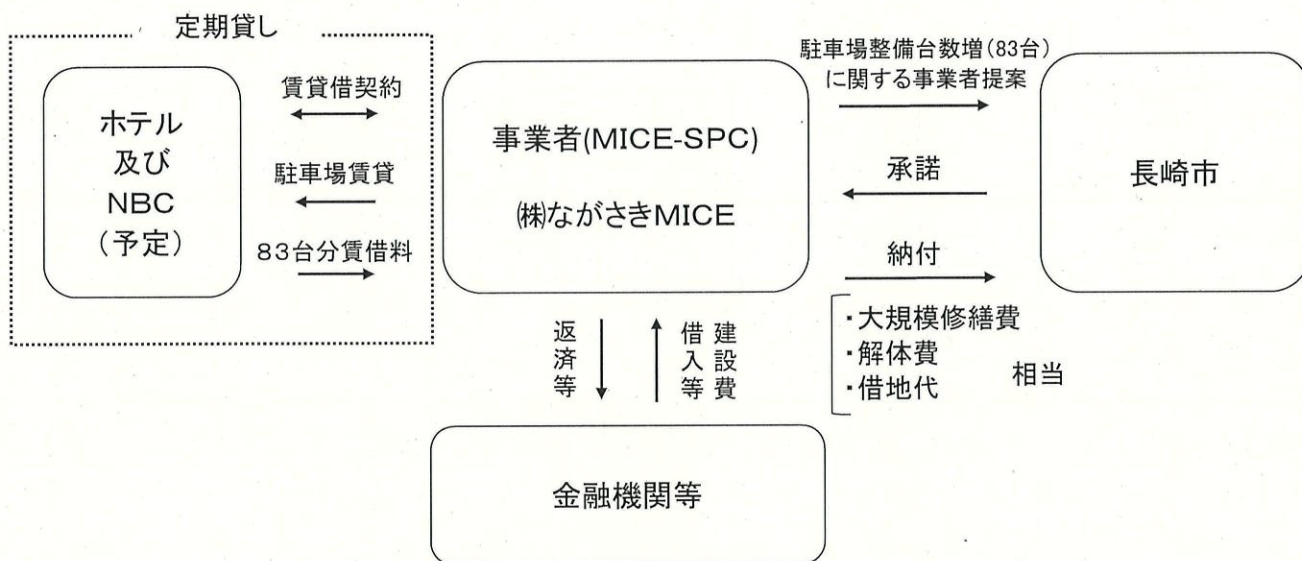 定期貸し
ホテル
及び
NBC
(予定)
賃貸借契約
駐車場賃貸
83台分賃借料
事業者(MICE-SPC)
㈱ながさきMICE
駐車場整備台数増(83台)
に関する事業者提案
承諾
納付
・大規模修繕費
・解体費
・借地代
相当
長崎市
返済等
建設費
借入等
金融機関等